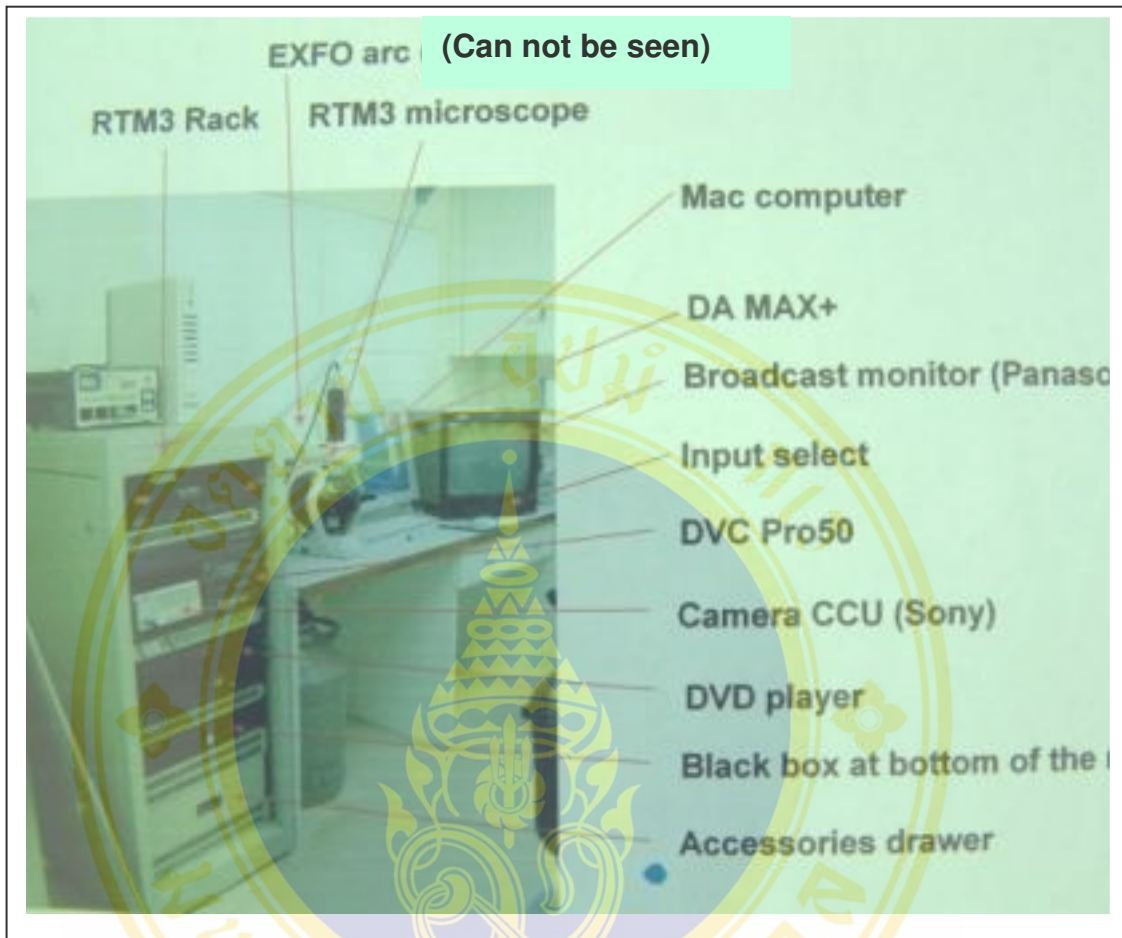 (Can not be seen)
EXFO arc
RTM3 Rack
RTM3 microscope
Mac computer
DA MAX+
Broadcast monitor (Panaso
Input select
DVC Pro50
Camera CCU (Sony)
DVD player
Black box at bottom of the
Accessories drawer